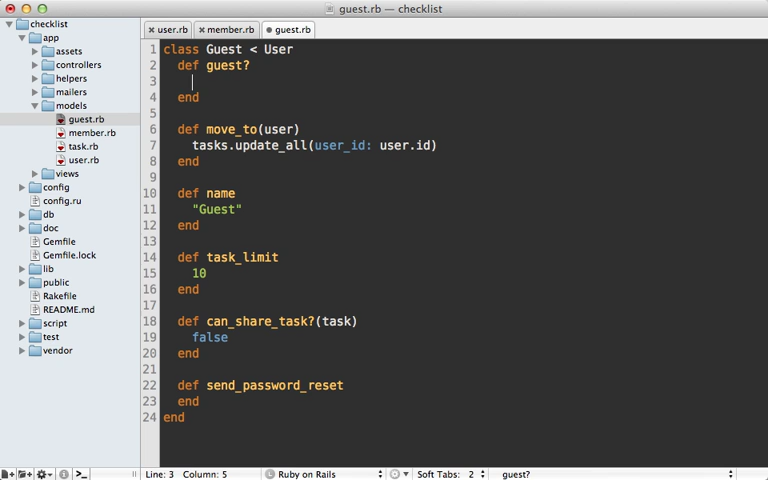 guest.rb — checklist
checklist
app
assets
controllers
helpers
mailers
models
guest.rb
member.rb
task.rb
user.rb
views
config
config.ru
db
doc
Gemfile
Gemfile.lock
lib
public
Rakefile
README.md
script
test
vendor
user.rb member.rb guest.rb
1 class Guest < User
2 def guest?
3
4 end
5
6 def move_to(user)
7 tasks.update_all(user_id: user.id)
8 end
9
10 def name
11 "Guest"
12 end
13
14 def task_limit
15 10
16 end
17
18 def can_share_task?(task)
19 false
20 end
21
22 def send_password_reset
23 end
24 end
Line: 3 Column: 5 Ruby on Rails Soft Tabs: 2 guest?